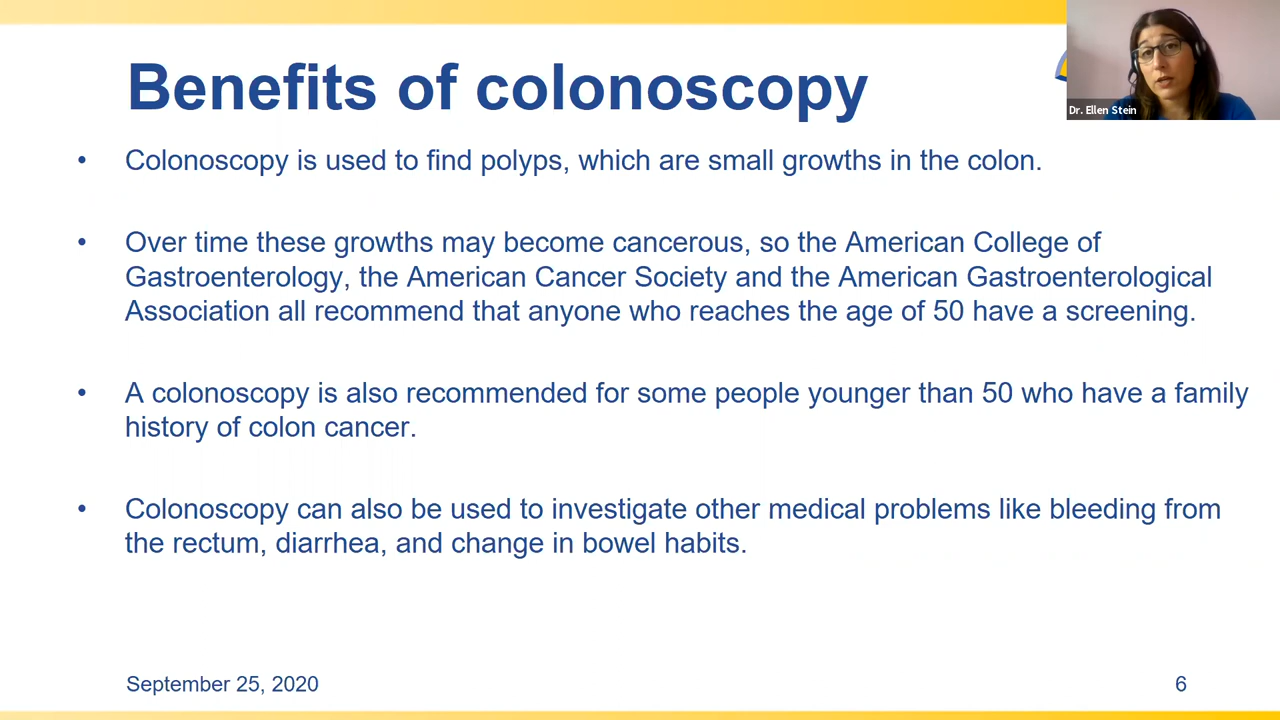 Benefits of colonoscopy
Dr. Ellen Stein
• Colonoscopy is used to find polyps, which are small growths in the colon.
• Over time these growths may become cancerous, so the American College of
Gastroenterology, the American Cancer Society and the American Gastroenterological
Association all recommend that anyone who reaches the age of 50 have a screening.
• A colonoscopy is also recommended for some people younger than 50 who have a family
history of colon cancer.
• Colonoscopy can also be used to investigate other medical problems like bleeding from
the rectum, diarrhea, and change in bowel habits.
September 25, 2020
6